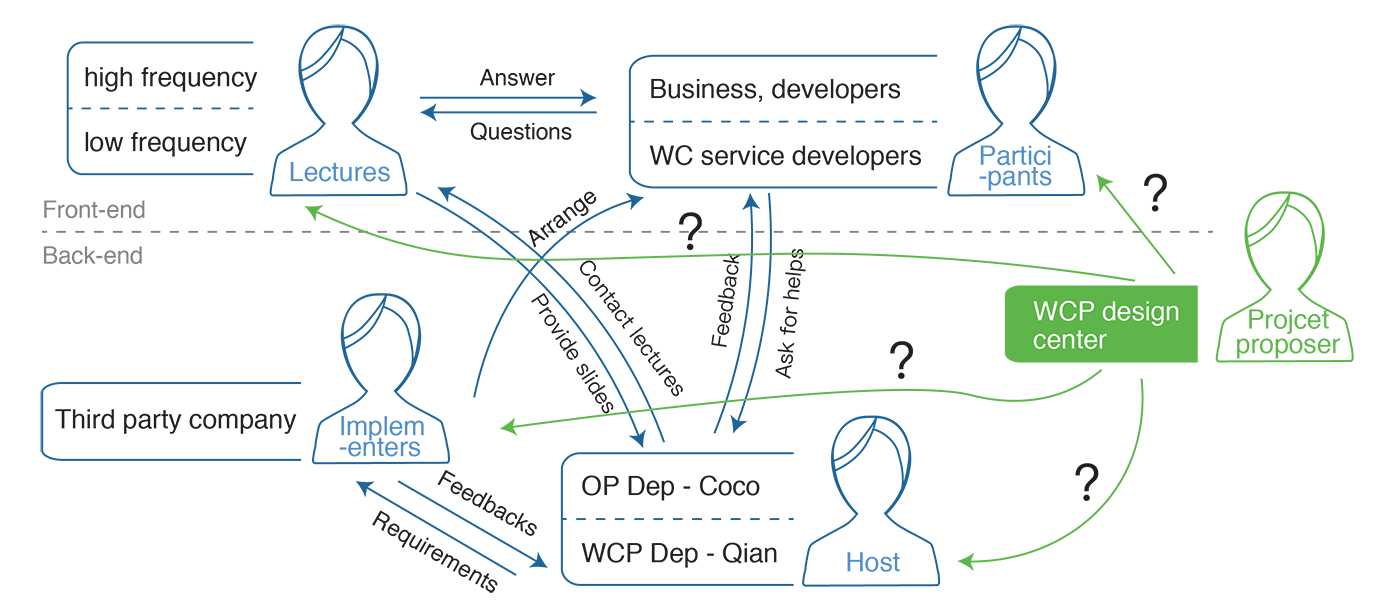 high frequency
low frequency
Lectures
Answer
Questions
Business, developers
WC service developers
Partici
-pants
Front-end
Back-end
Arrange
?
?
Contact lectures
Provide slides
Feedback
Ask for helps
WCP design
center
Projcet
proposer
Third party company
Implem
-enters
?
Feedbacks
Requirements
OP Dep - Coco
WCP Dep - Qian
Host
?